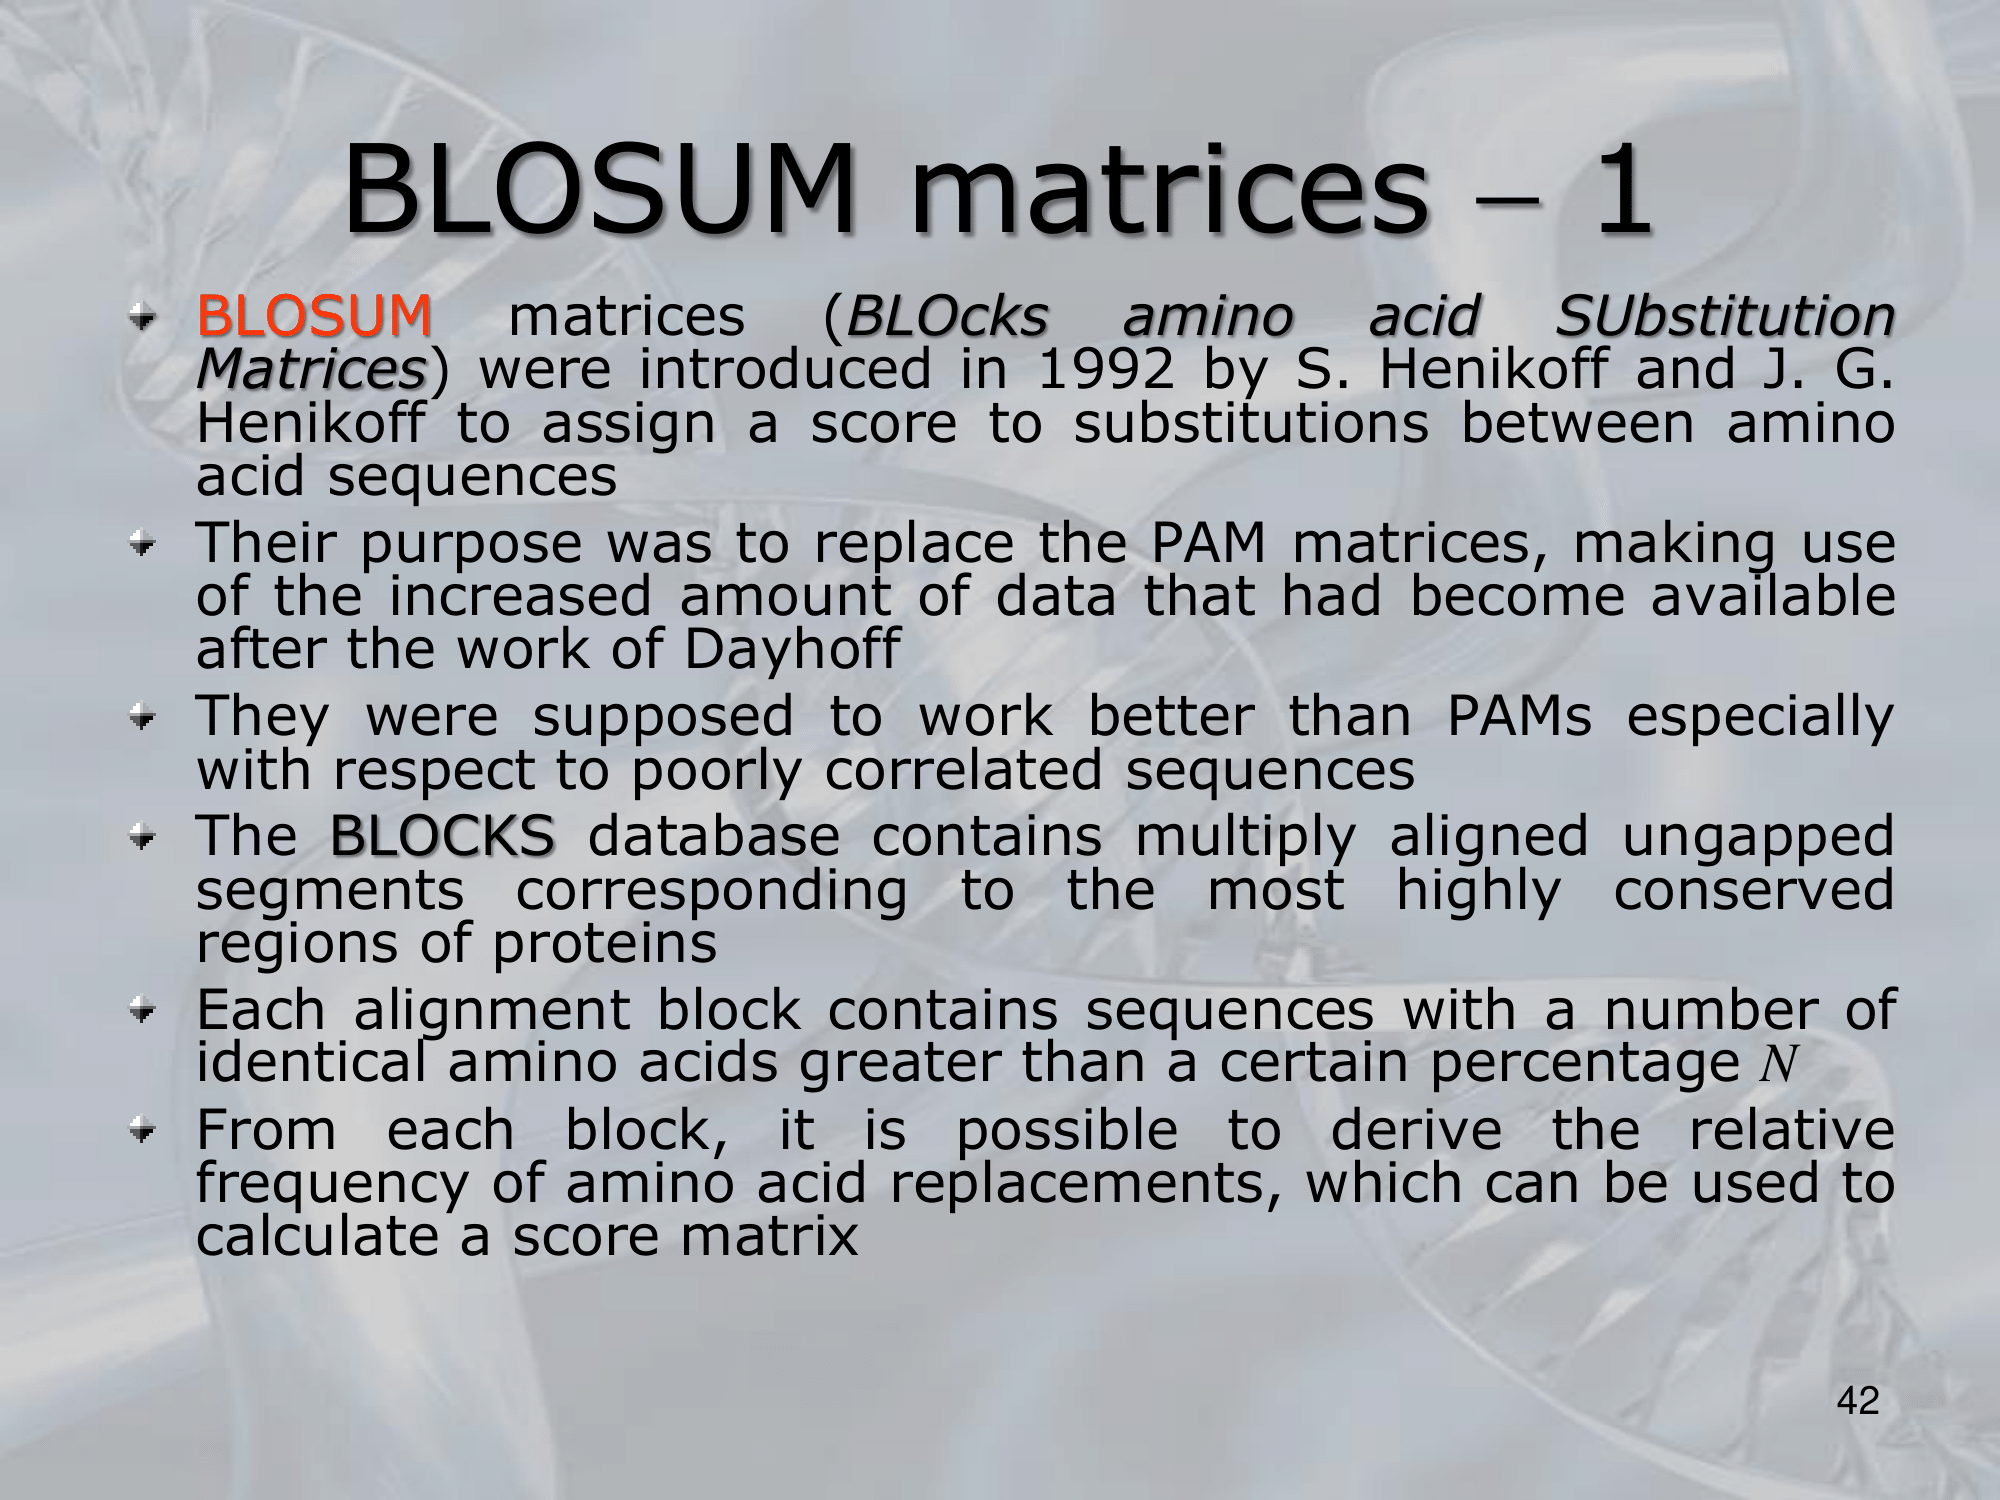 BLOSUM matrices – 1
BLOSUM matrices (BLOcks amino acid SUbstitution
Matrices) were introduced in 1992 by S. Henikoff and J. G.
Henikoff to assign a score to substitutions between amino
acid sequences
Their purpose was to replace the PAM matrices, making use
of the increased amount of data that had become available
after the work of Dayhoff
They were supposed to work better than PAMs especially
with respect to poorly correlated sequences
The BLOCKS database contains multiply aligned ungapped
segments corresponding to the most highly conserved
regions of proteins
Each alignment block contains sequences with a number of
identical amino acids greater than a certain percentage N
From each block, it is possible to derive the relative
frequency of amino acid replacements, which can be used to
calculate a score matrix
42